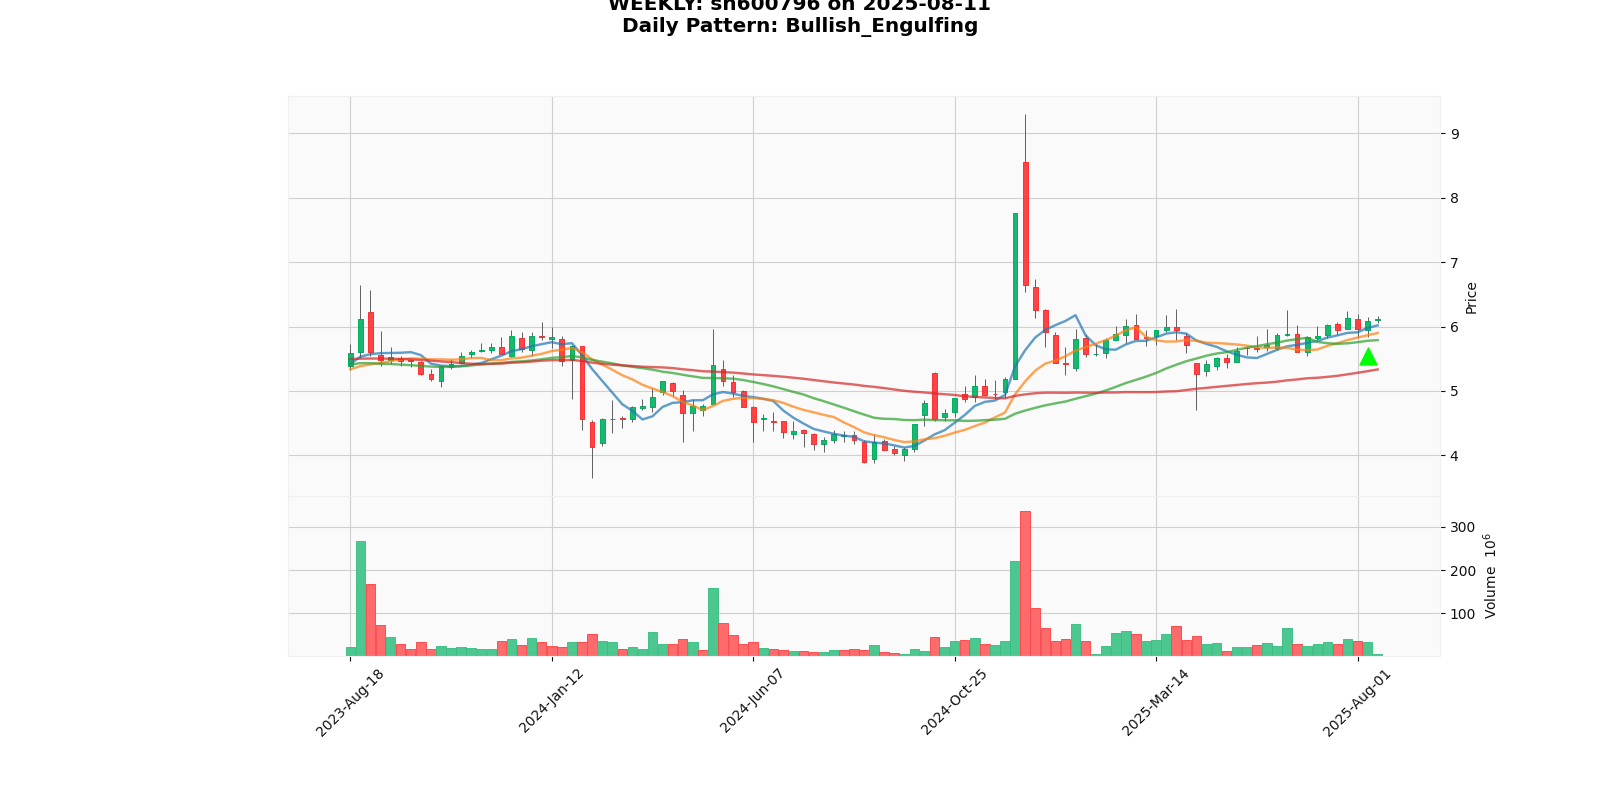 WEEKLY: sh600796 on 2025-08-11
Daily Pattern: Bullish_Engulfing
9
8
7
6
5
4
Price
300
200
100
Volume 10^6
2023-Aug-18
2024-Jan-12
2024-Jun-07
2024-Oct-25
2025-Mar-14
2025-Aug-01